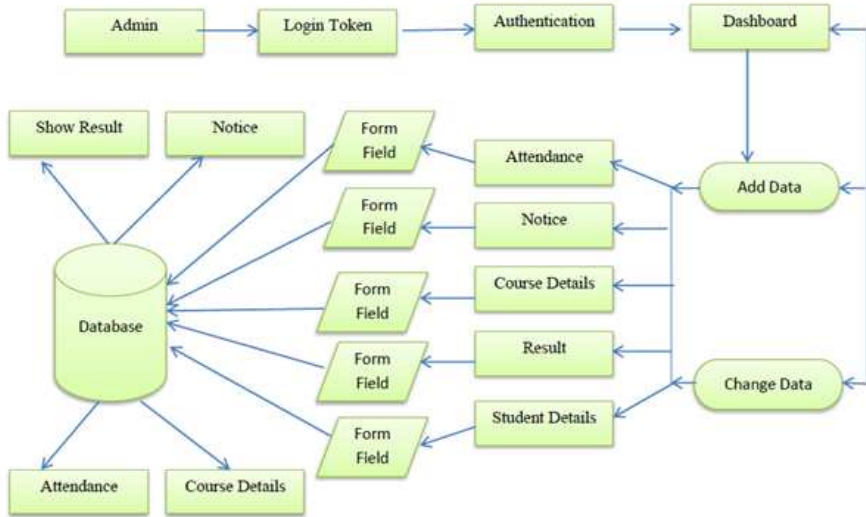 Admin
Login Token
Authentication
Dashboard
Show Result
Notice
Form
Field
Attendance
Add Data
Form
Field
Notice
Form
Field
Course Details
Database
Form
Field
Result
Change Data
Form
Field
Student Details
Attendance
Course Details